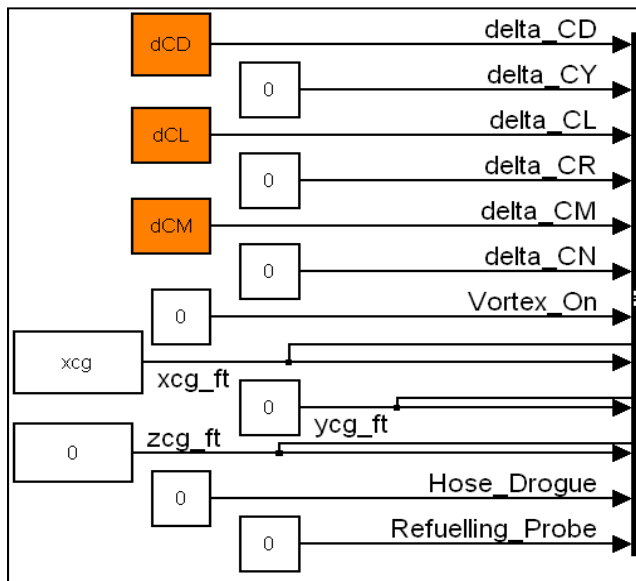 dCD delta_CD
0 delta_CY
dCL delta_CL
0 delta_CR
dCM delta_CM
0 delta_CN
0 Vortex_On
xcg xcg_ft
0 ycg_ft
0 zcg_ft
0 Hose_Drogue
0 Refuelling_Probe